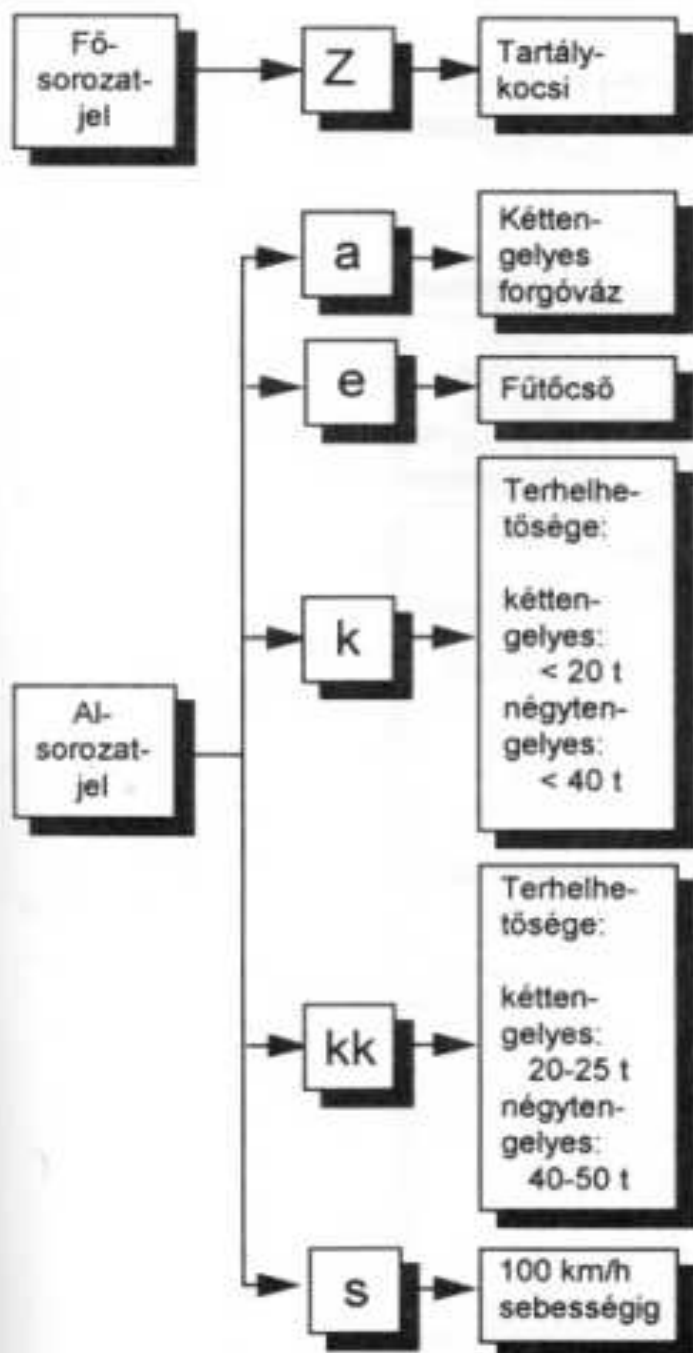 Fő-
sorozat-
jel
Z
Tartály-
kocsi
a
Kétten-
gelyes
forgóváz
e
Fűtőcső
Terhelhe-
tősége:
kétten-
gelyes:
< 20 t
négyten-
gelyes:
< 40 t
k
Al-
sorozat-
jel
Terhelhe-
tősége:
kétten-
gelyes:
20-25 t
négyten-
gelyes:
40-50 t
kk
s
100 km/h
sebességig